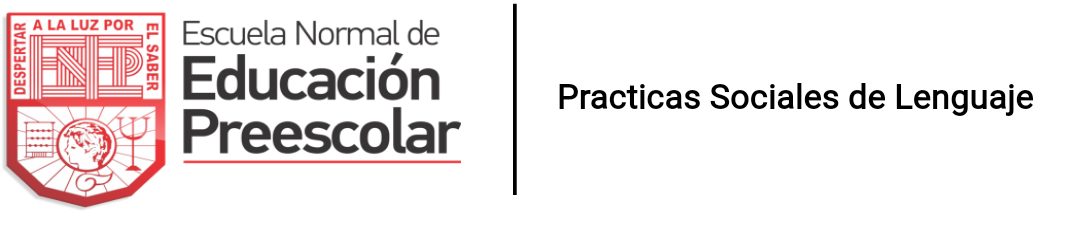 DESPERTAR
A LA LUZ POR
EL SABER
ENEP
Escuela Normal de
Educación
Preescolar
Practicas Sociales de Lenguaje